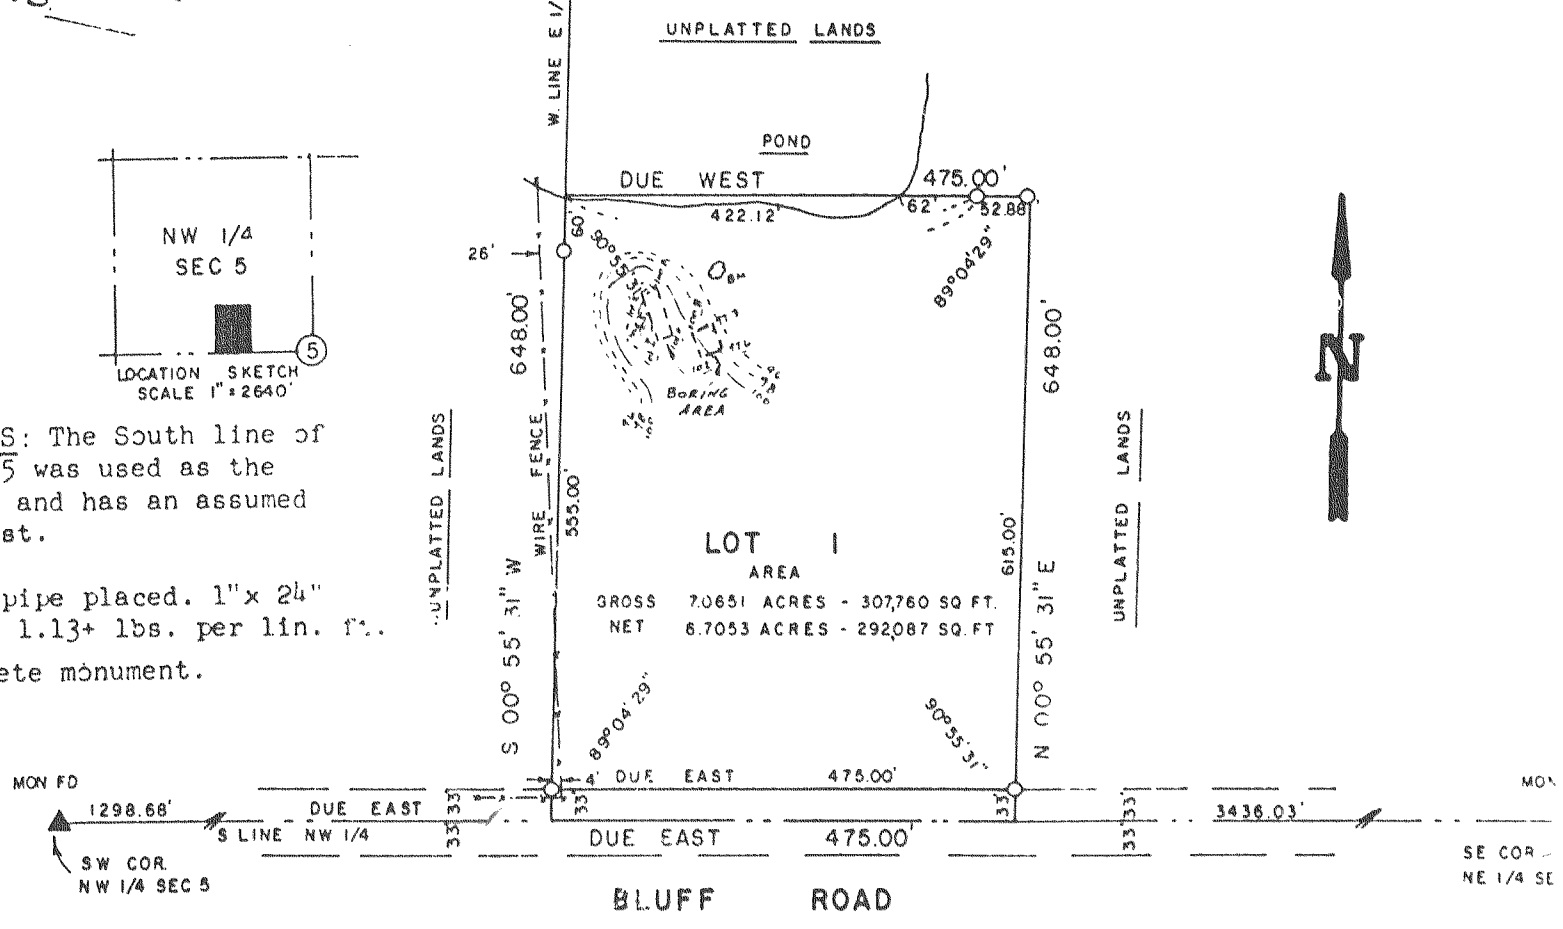 UNPLATTED LANDS
W. LINE E 1/
POND
DUE WEST 475.00'
422.12'
62'
52.88'
60'
90°55'31"
89°04'29"
26'
NW 1/4
SEC 5
5
LOCATION SKETCH
SCALE 1"=2640'
648.00'
648.00'
BM
BORING
AREA
96
98
100
S: The South line of
5 was used as the
and has an assumed
st.
pipe placed. 1"x 24"
1.13+ lbs. per lin. ft.
ete monument.
UNPLATTED LANDS
WIRE FENCE
555.00'
615.00'
UNPLATTED LANDS
LOT 1
AREA
GROSS 7.0651 ACRES - 307,760 SQ FT.
NET 6.7053 ACRES - 292,087 SQ. FT
S 00° 55' 31" W
N 00° 55' 31" E
89°04'29"
90°55'31"
4' DUE EAST 475.00'
MON FD
1298.68'
DUE EAST
33' 33'
33'
33'
33' 33'
3436.03'
S LINE NW 1/4
DUE EAST 475.00'
SW COR.
NW 1/4 SEC 5
SE COR
NE 1/4 SE
BLUFF ROAD
N